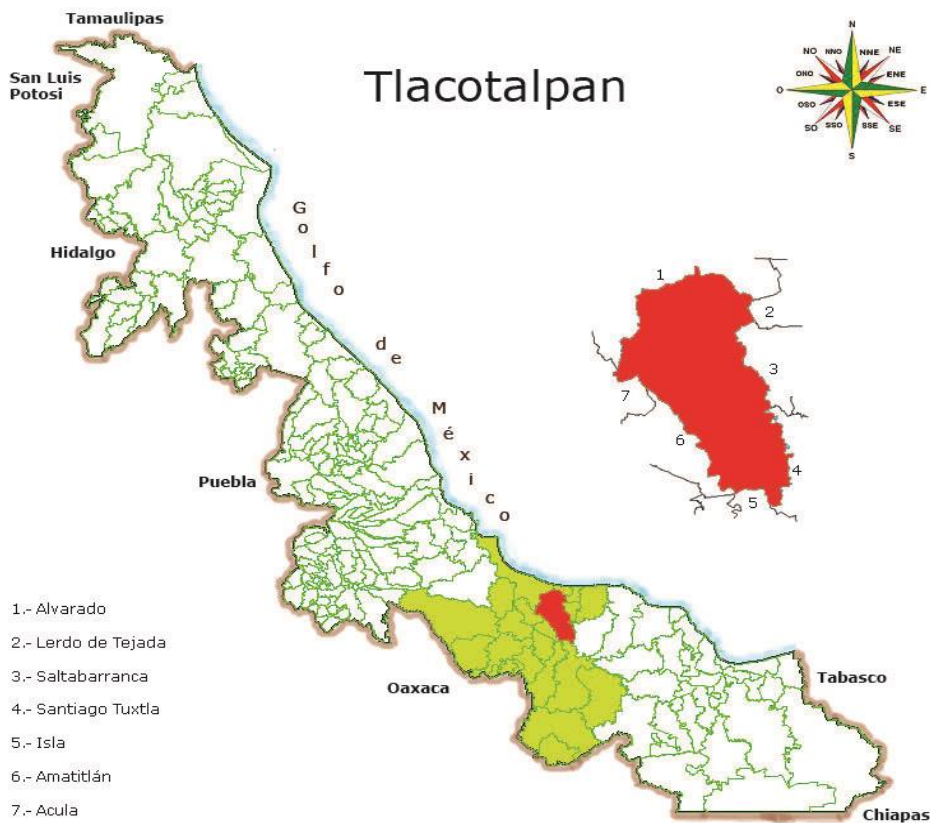 Tamaulipas
San Luis
Potosi
Tlacotalpan
N
NNO
NNE
NO
NE
ONO
ENE
O
E
OSO
ESE
SO
SSO
SSE
SE
S
Golfo
de
México
Hidalgo
1
2
3
7
6
4
5
Puebla
1.- Alvarado
2.- Lerdo de Tejada
3.- Saltabarranca
4.- Santiago Tuxtla
5.- Isla
6.- Amatitlán
7.- Acula
Oaxaca
Tabasco
Chiapas